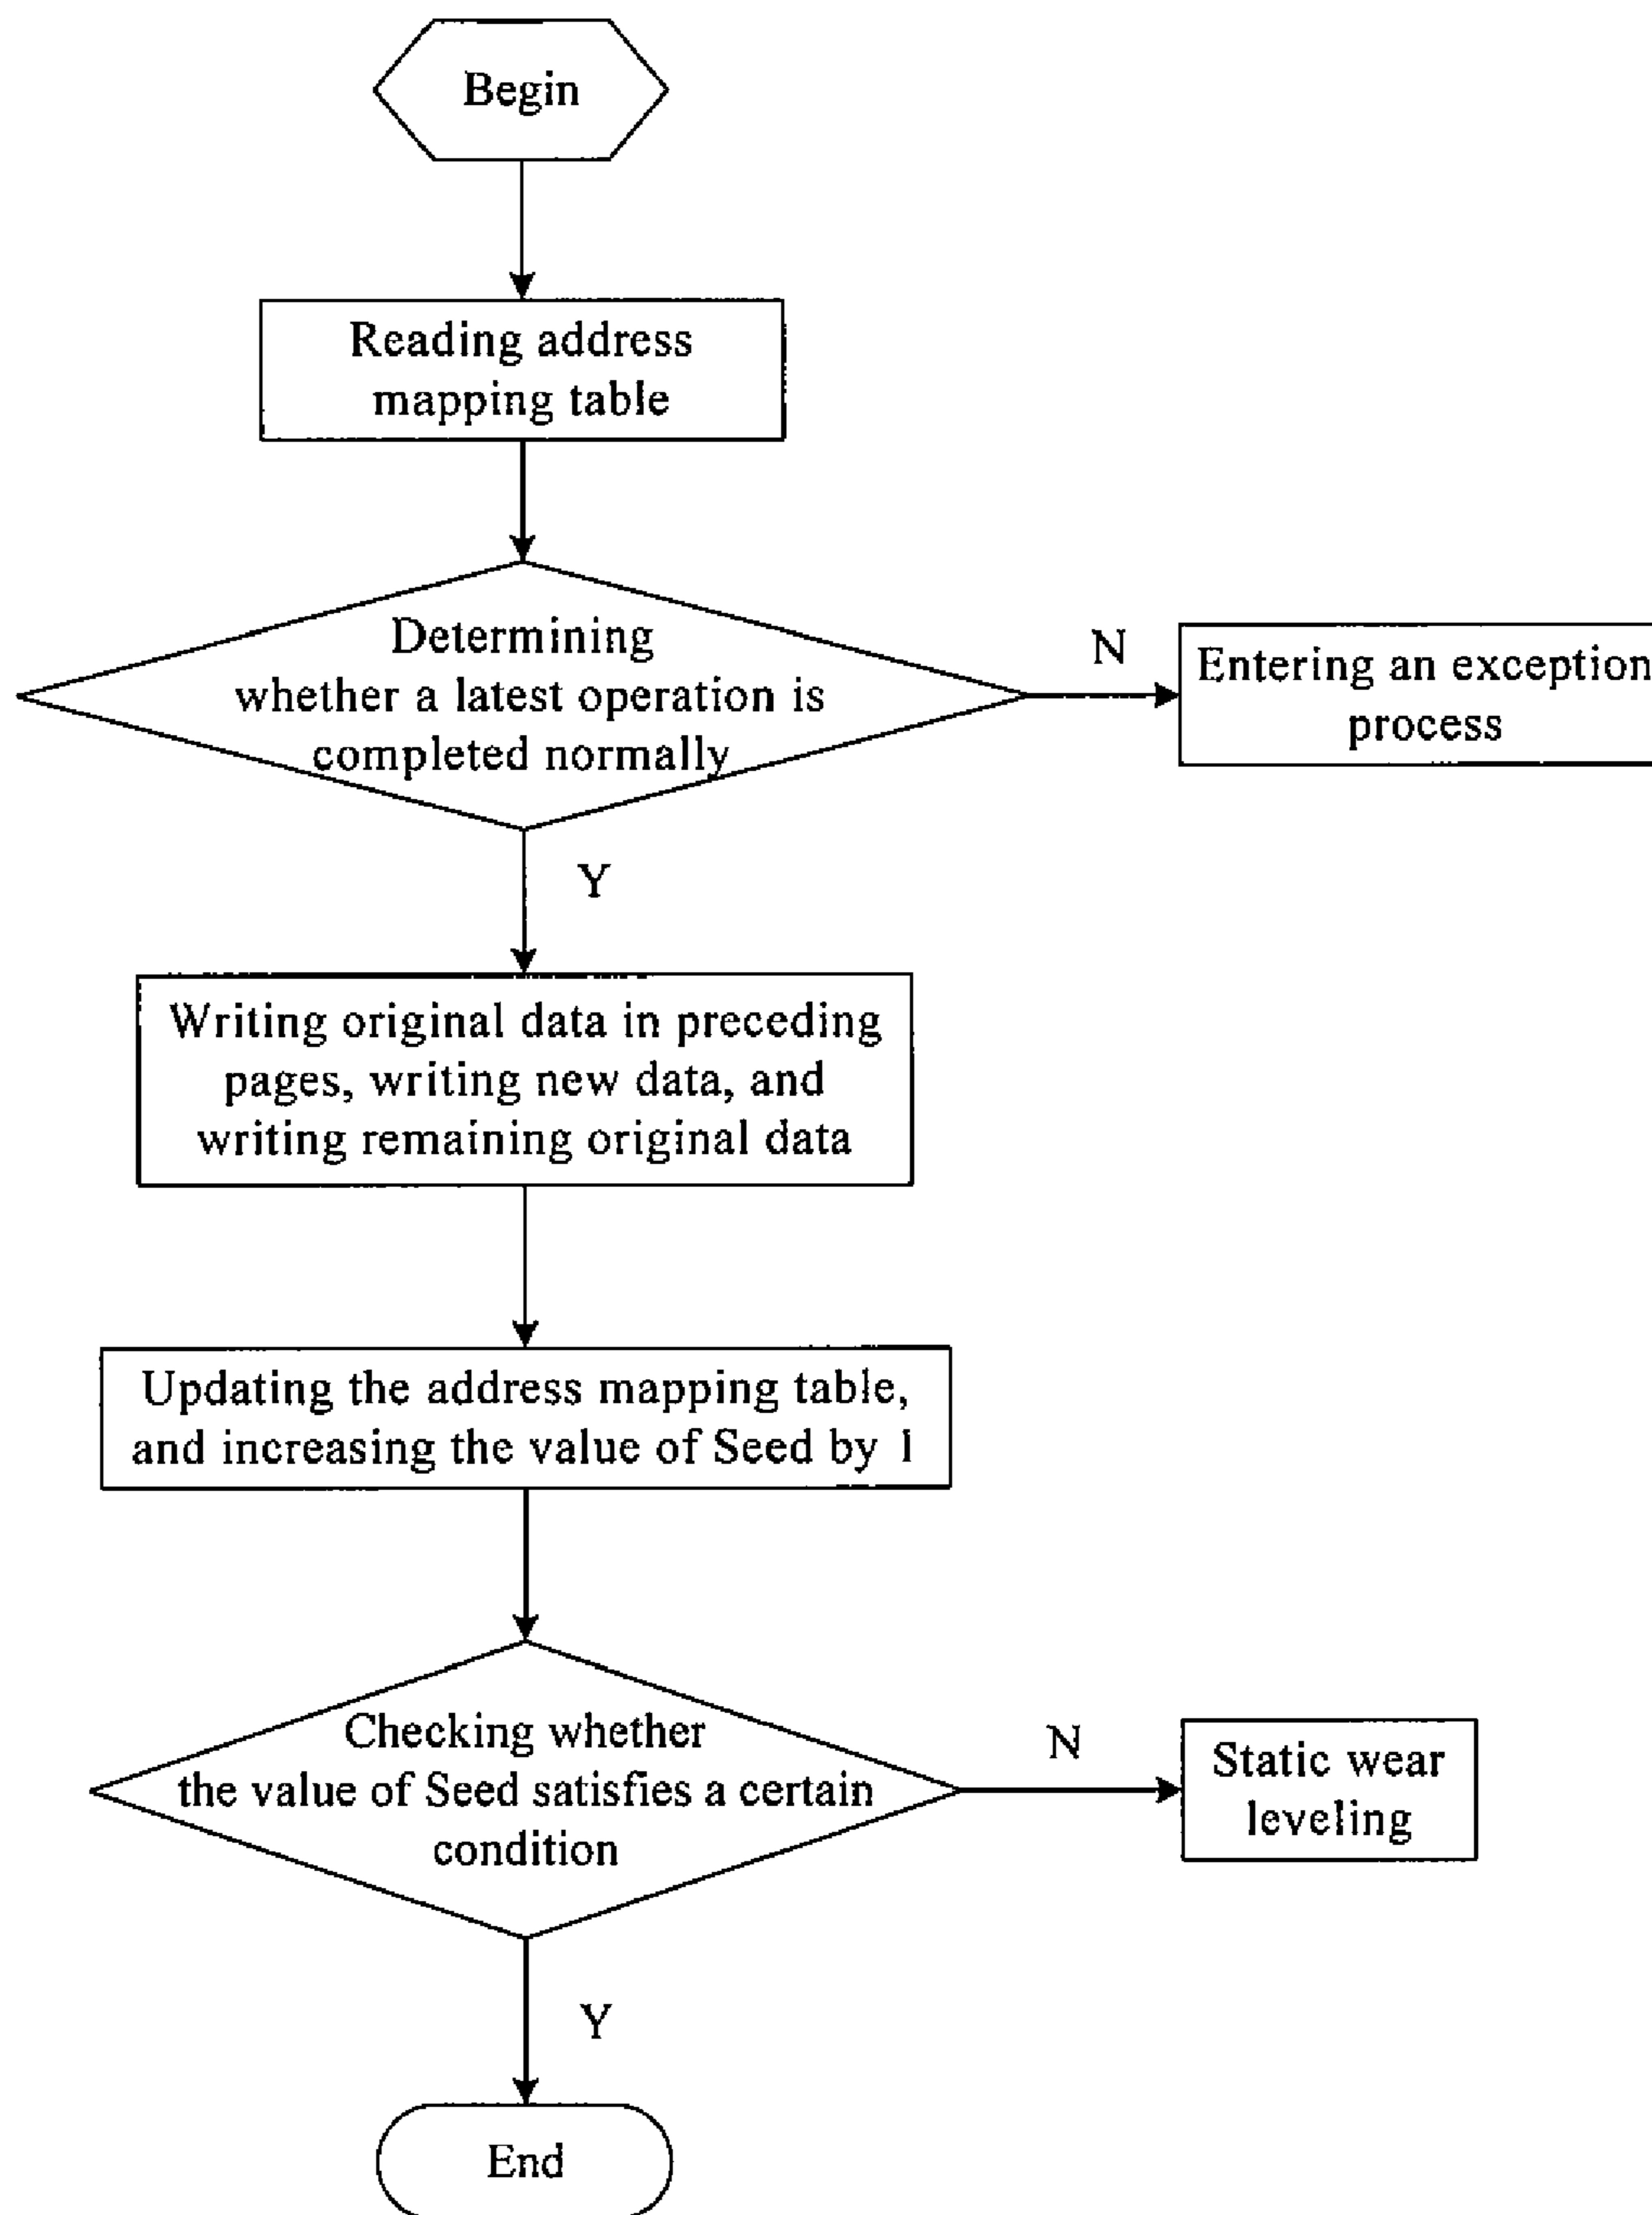 Begin
Reading address
mapping table
Determining
whether a latest operation is
completed normally
N
Entering an exception
process
Y
Writing original data in preceding
pages, writing new data, and
writing remaining original data
Updating the address mapping table,
and increasing the value of Seed by 1
Checking whether
the value of Seed satisfies a certain
condition
N
Static wear
leveling
Y
End